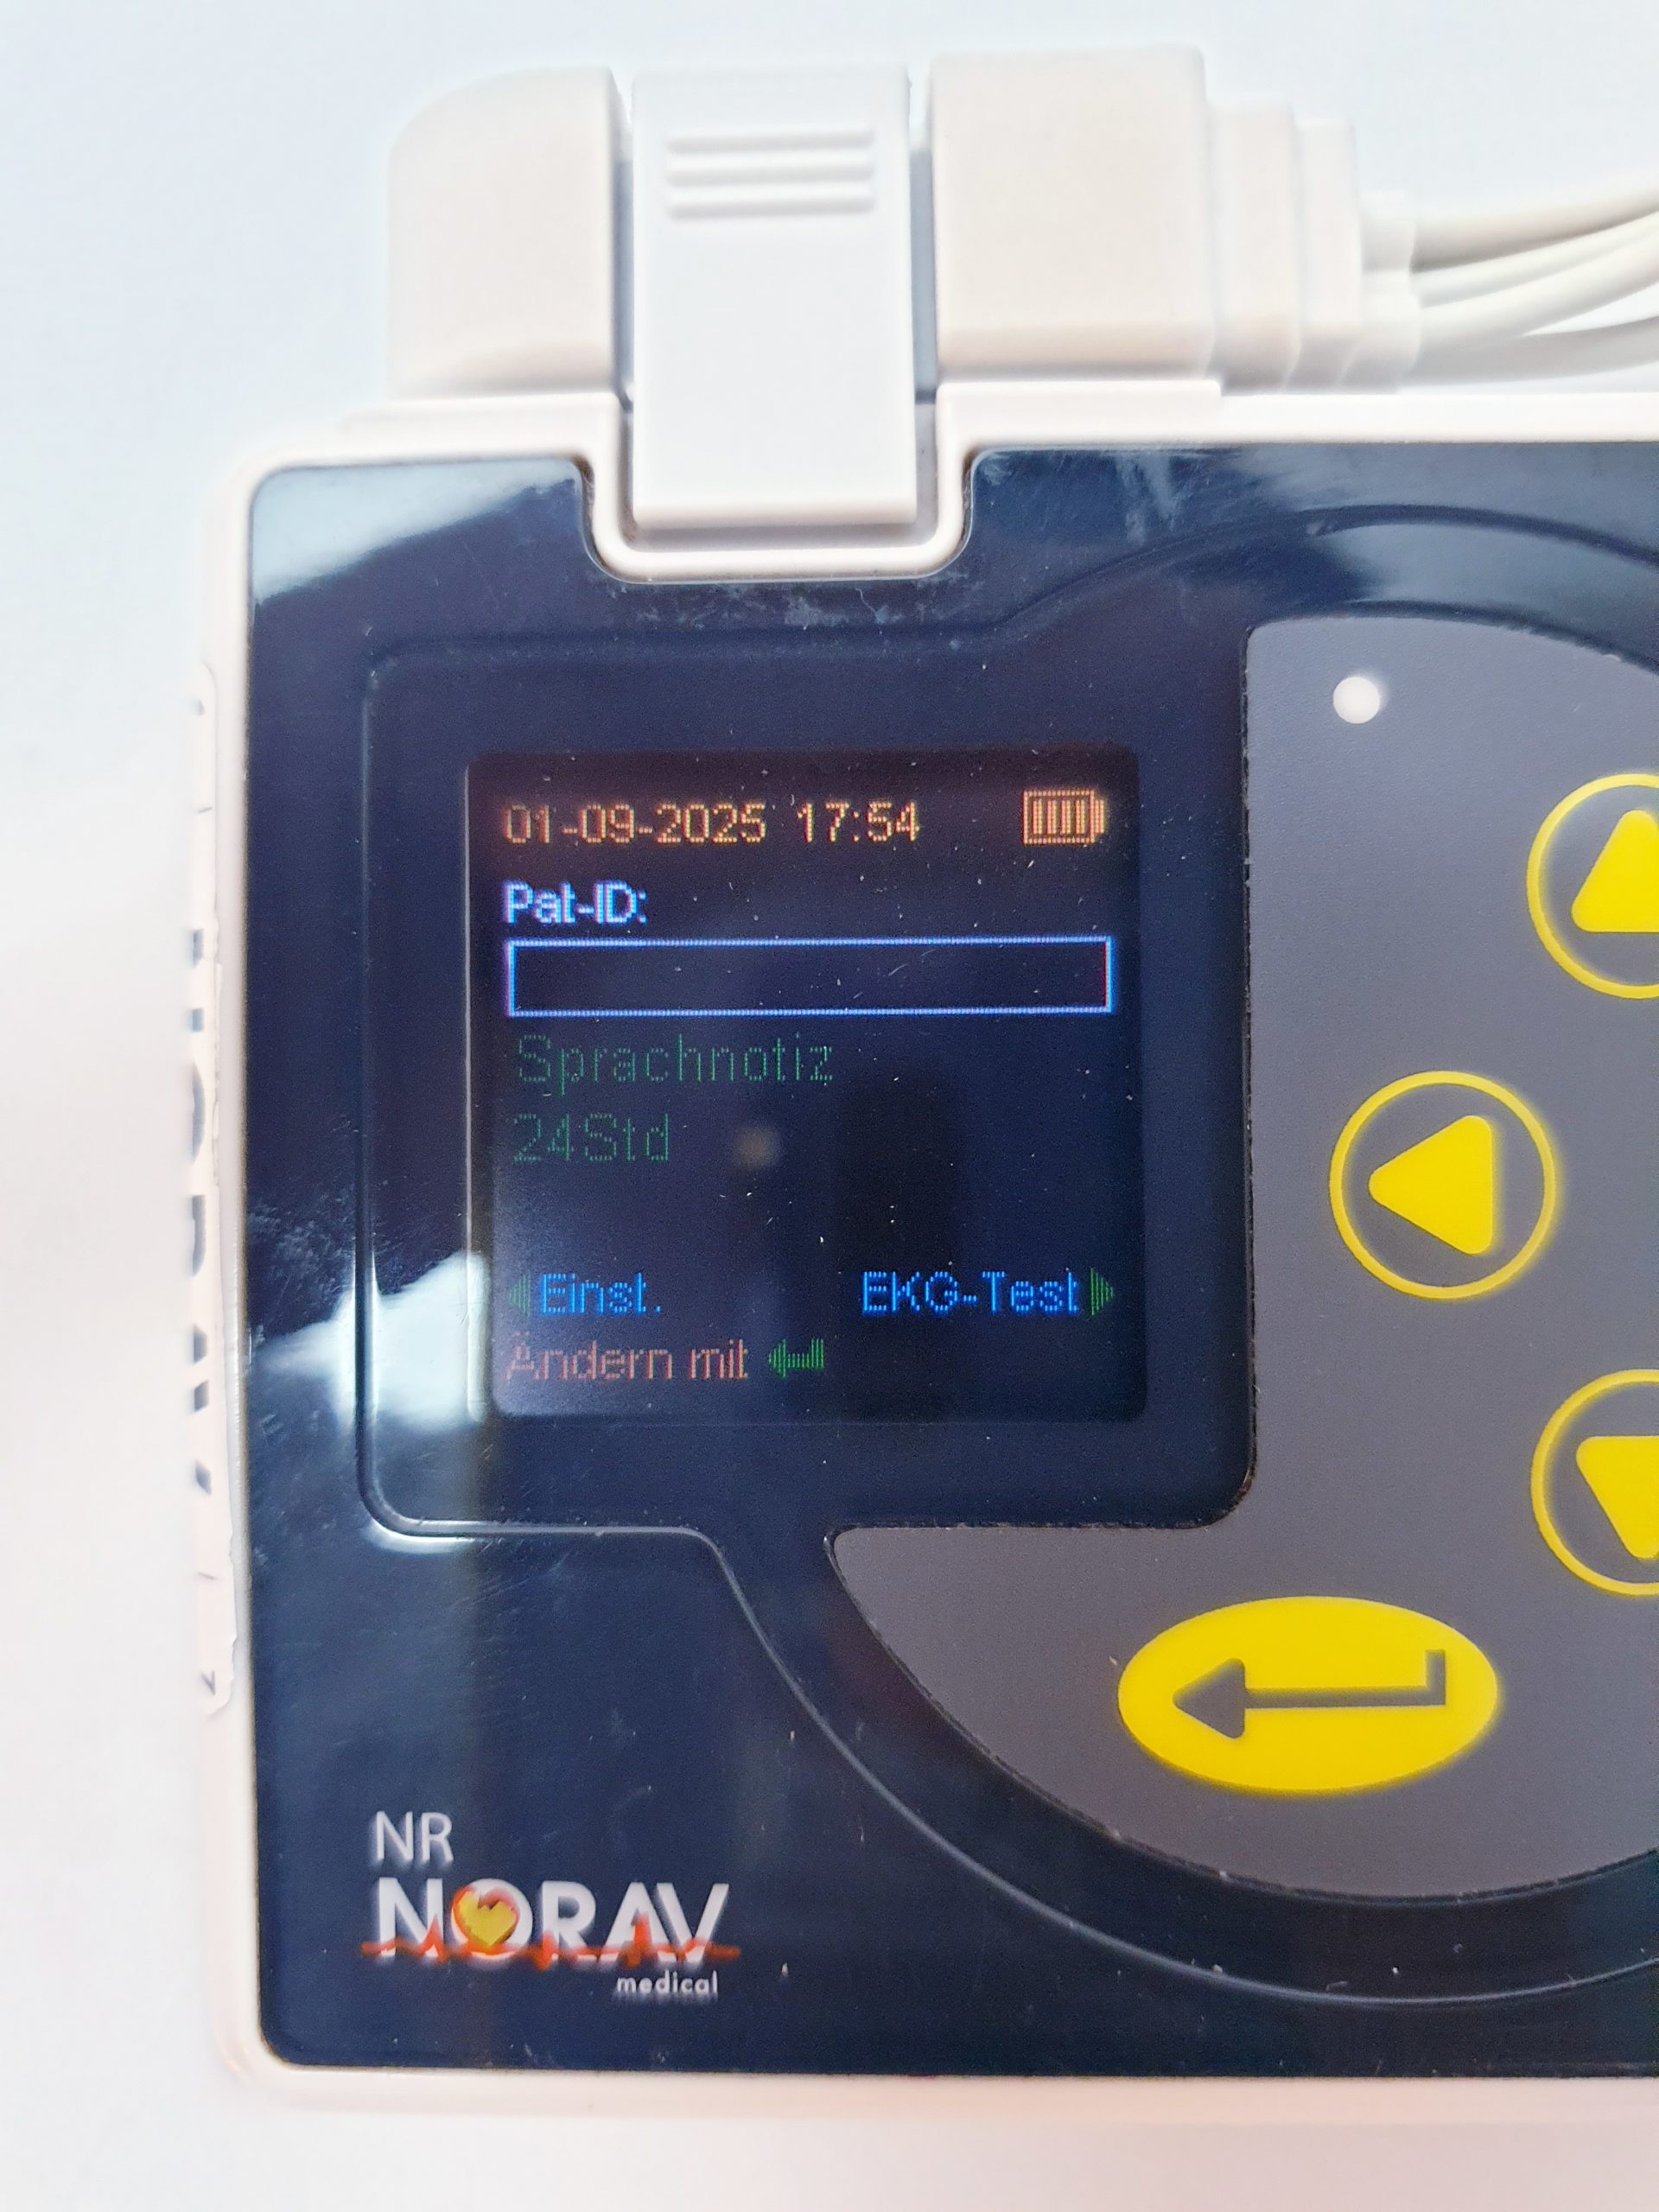 01-09-2025 17:54
Pat-ID:
Sprachnotiz
24Std
Einst. EKG-Test
Ändern mit
NR
NORAV
medical